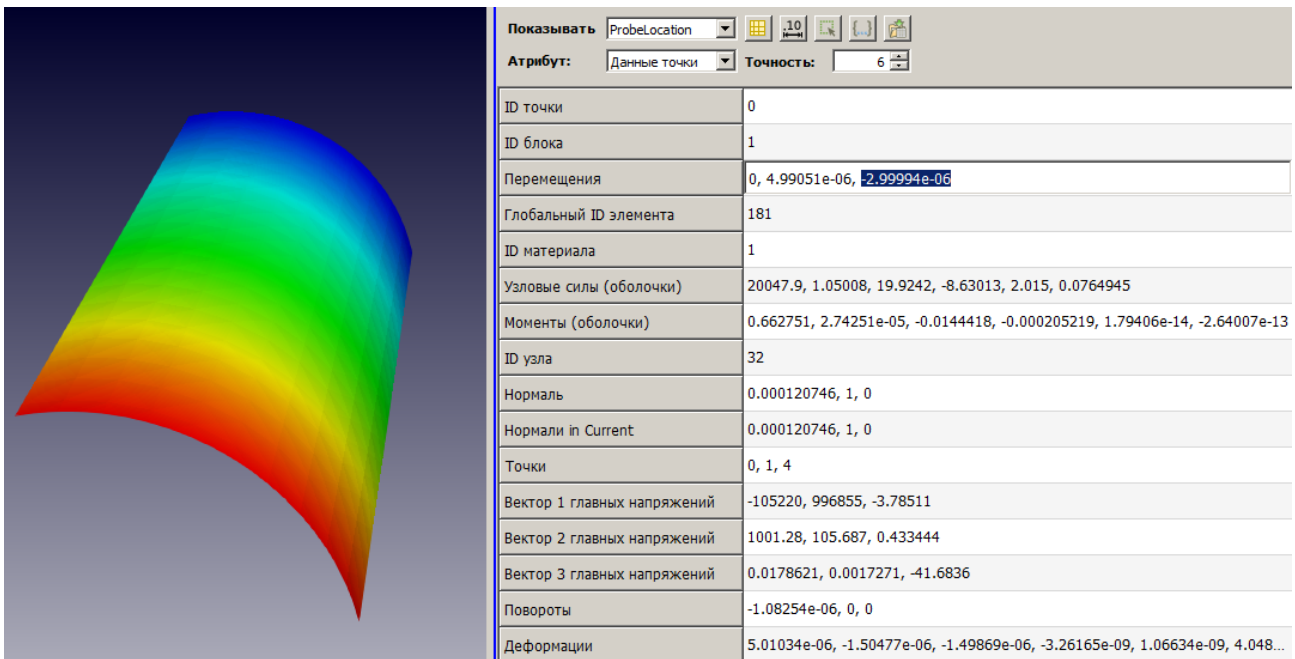 Показывать ProbeLocation .10 {...}
Атрибут: Данные точки Точность: 6
ID точки 0
ID блока 1
Перемещения 0, 4.99051e-06, -2.99994e-06
Глобальный ID элемента 181
ID материала 1
Узловые силы (оболочки) 20047.9, 1.05008, 19.9242, -8.63013, 2.015, 0.0764945
Моменты (оболочки) 0.662751, 2.74251e-05, -0.0144418, -0.000205219, 1.79406e-14, -2.64007e-13
ID узла 32
Нормаль 0.000120746, 1, 0
Нормали in Current 0.000120746, 1, 0
Точки 0, 1, 4
Вектор 1 главных напряжений -105220, 996855, -3.78511
Вектор 2 главных напряжений 1001.28, 105.687, 0.433444
Вектор 3 главных напряжений 0.0178621, 0.0017271, -41.6836
Повороты -1.08254e-06, 0, 0
Деформации 5.01034e-06, -1.50477e-06, -1.49869e-06, -3.26165e-09, 1.06634e-09, 4.048...